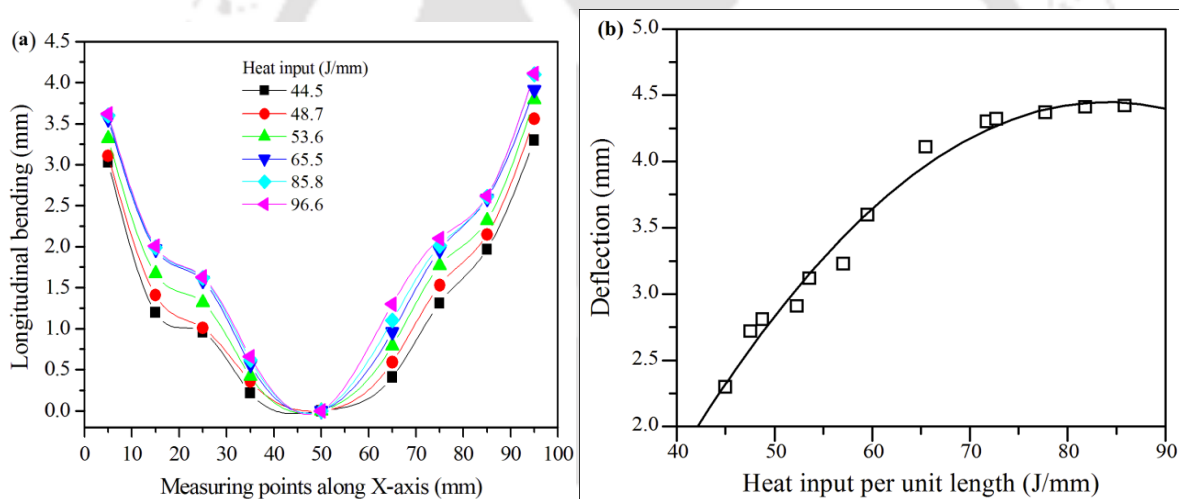 (a)
4.5
4.0
3.5
3.0
2.5
2.0
1.5
1.0
0.5
0.0
Longitudinal bending (mm)
Heat input (J/mm)
44.5
48.7
53.6
65.5
85.8
96.6
0 10 20 30 40 50 60 70 80 90 100
Measuring points along X-axis (mm)
(b)
5.0
4.5
4.0
3.5
3.0
2.5
2.0
Deflection (mm)
40 50 60 70 80 90
Heat input per unit length (J/mm)